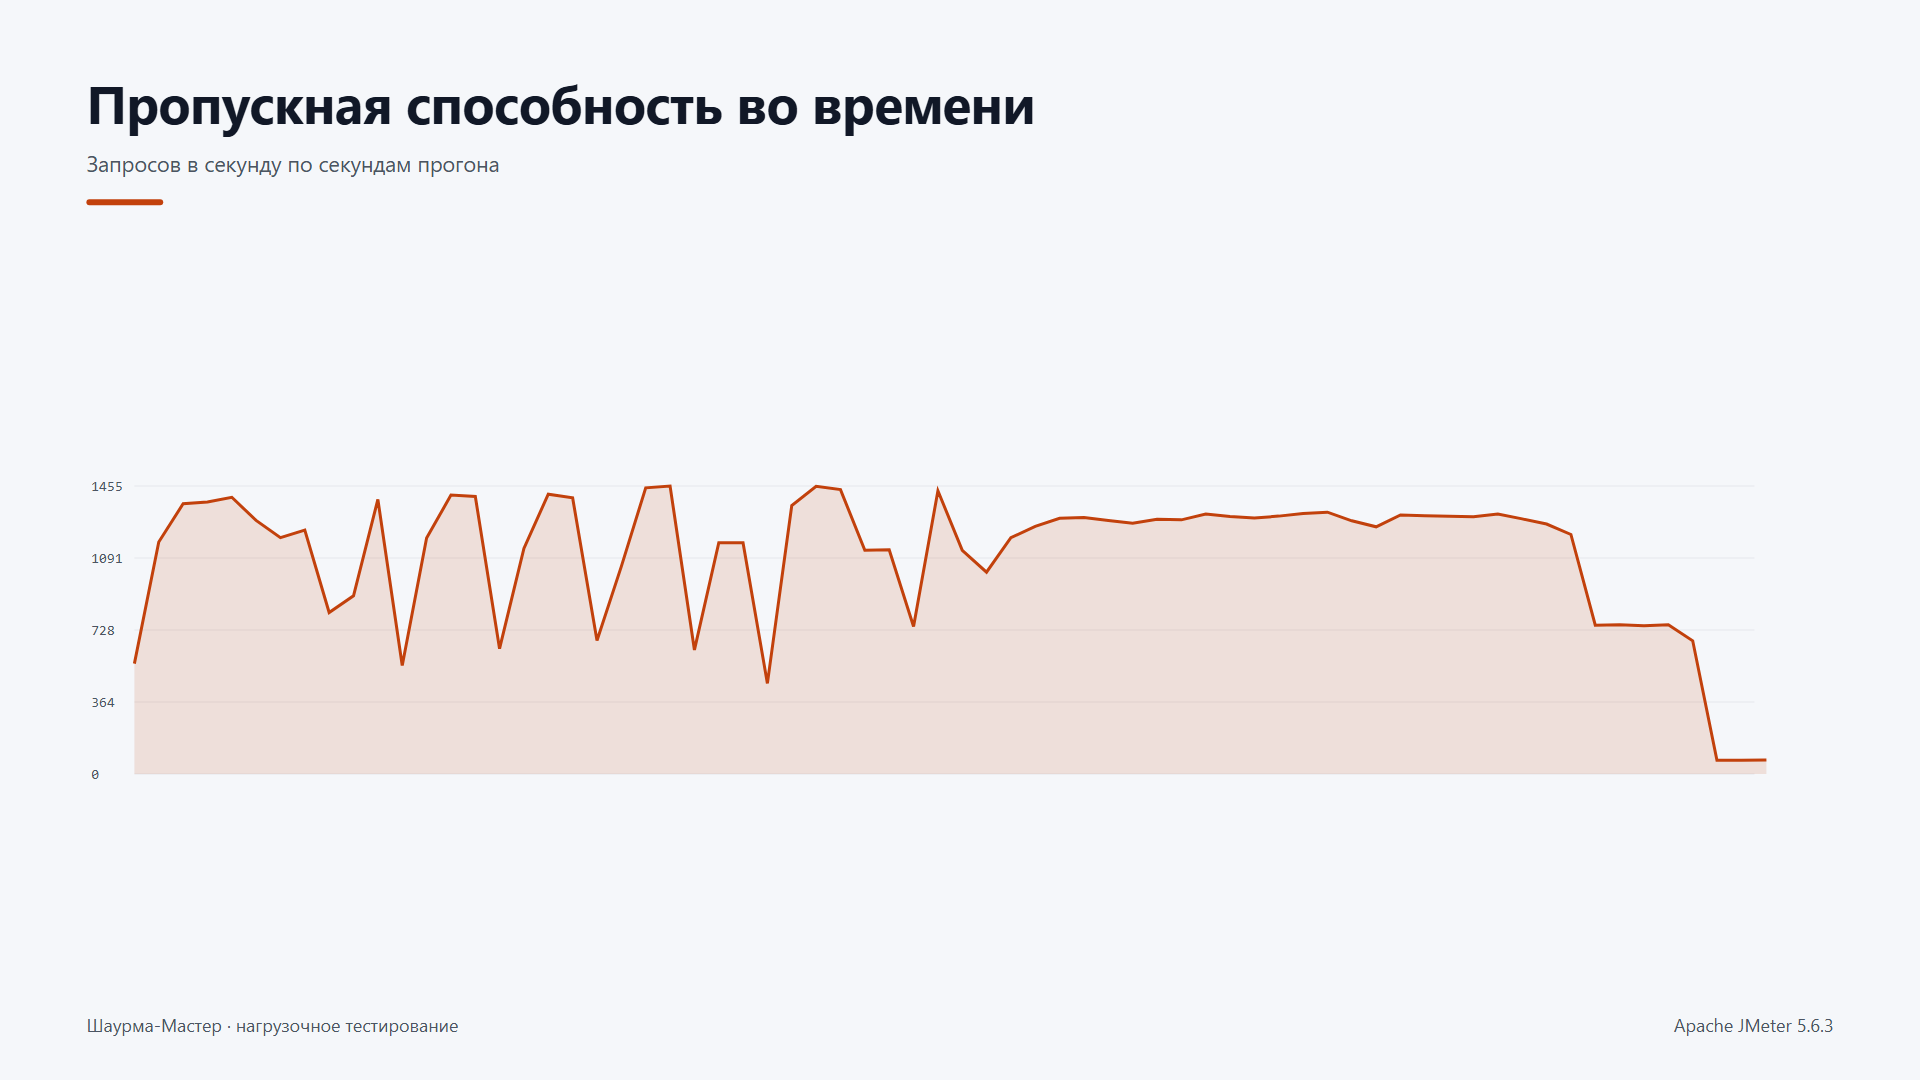 Пропускная способность во времени
Запросов в секунду по секундам прогона
1455
1091
728
364
0
Шаурма-Мастер · нагрузочное тестирование
Apache JMeter 5.6.3